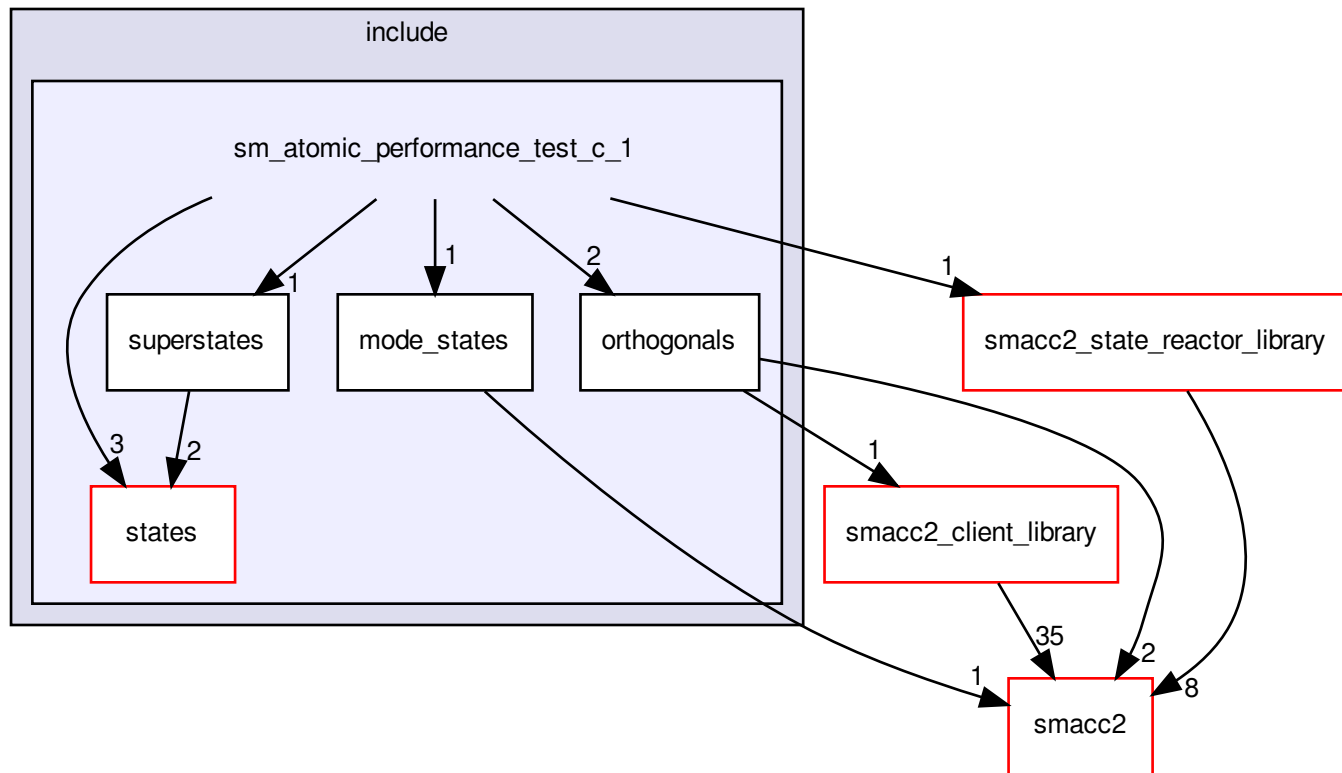 include
sm_atomic_performance_test_c_1
1
2
1
1
superstates
mode_states
orthogonals
smacc2_state_reactor_library
3
2
1
states
smacc2_client_library
35
2
1
8
smacc2